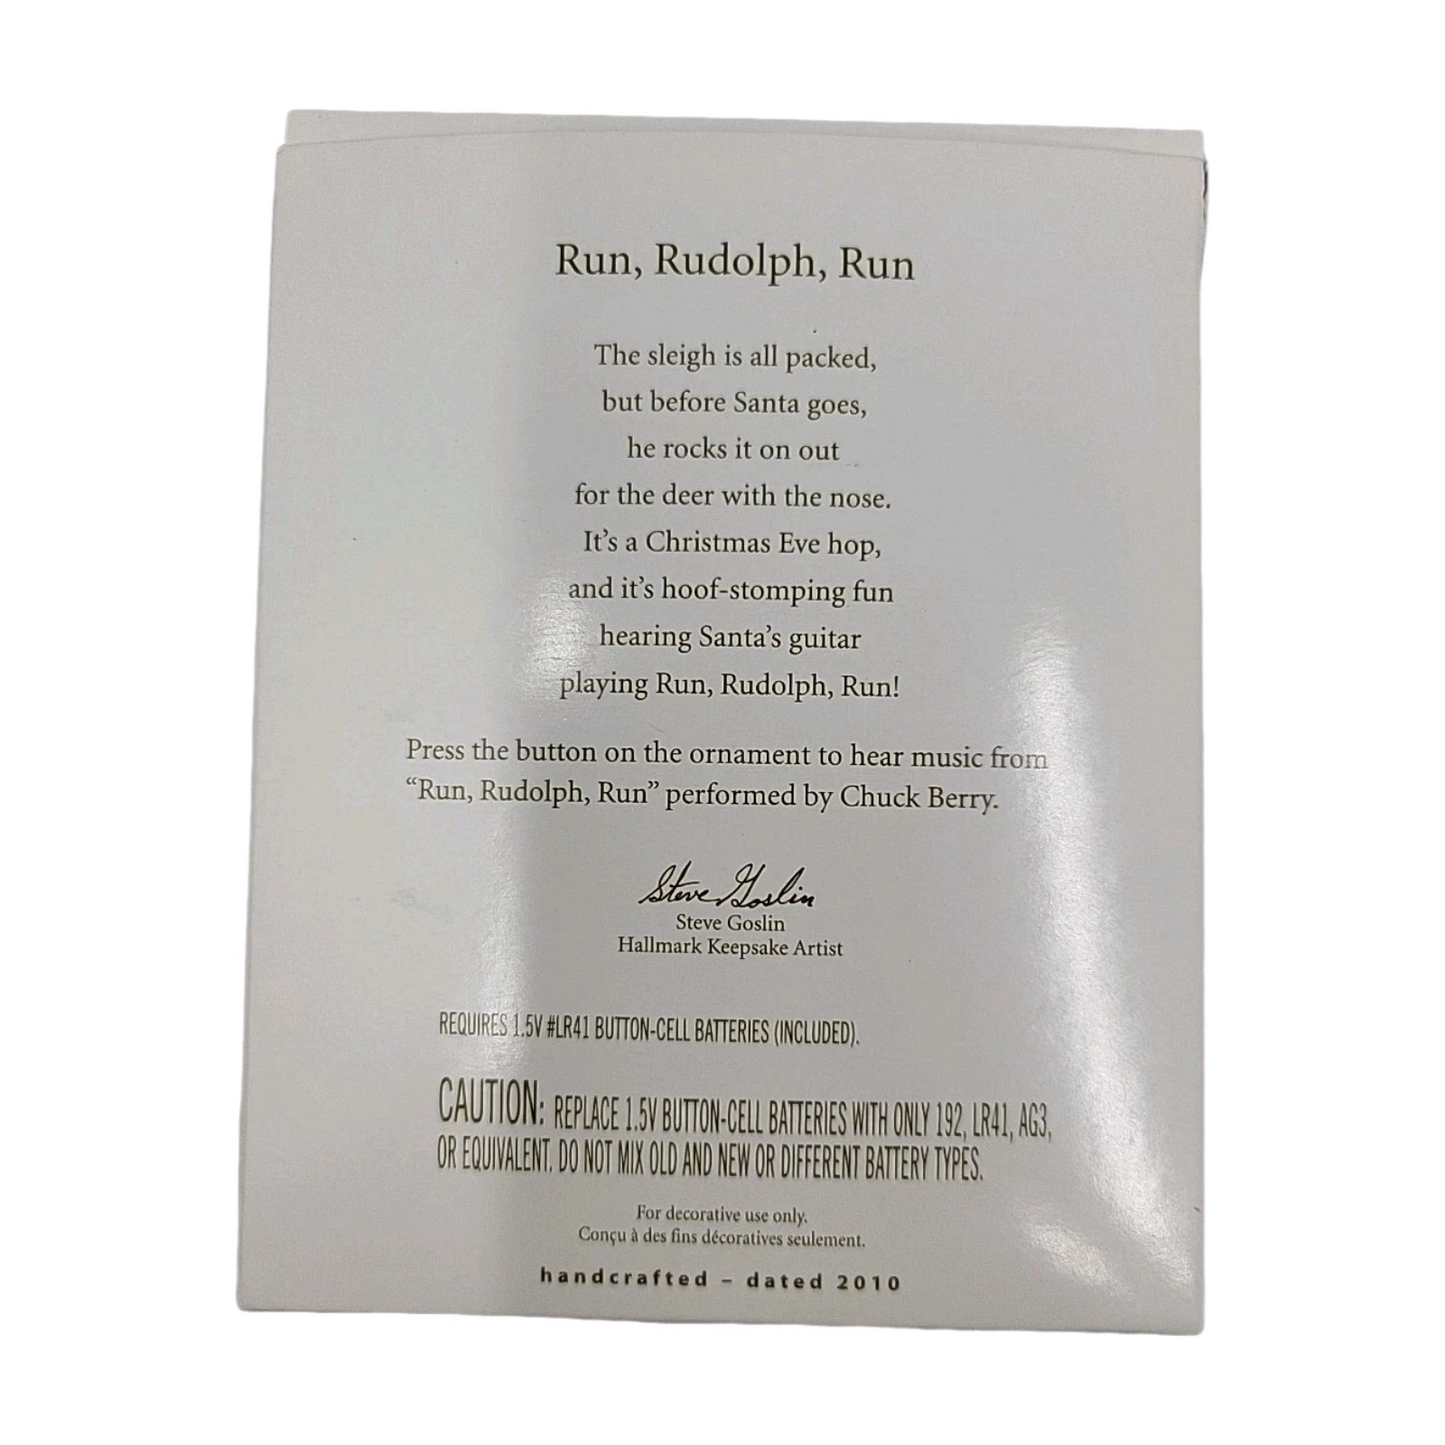 Run, Rudolph, Run
The sleigh is all packed,
but before Santa goes,
he rocks it on out
for the deer with the nose.
It's a Christmas Eve hop,
and it's hoof-stomping fun
hearing Santa's guitar
playing Run, Rudolph, Run!
Press the button on the ornament to hear music from
“Run, Rudolph, Run” performed by Chuck Berry.
Steve Goslin
Steve Goslin
Hallmark Keepsake Artist
REQUIRES 1.5V #LR41 BUTTON-CELL BATTERIES (INCLUDED).
CAUTION: REPLACE 1.5V BUTTON-CELL BATTERIES WITH ONLY 192, LR41, AG3,
OR EQUIVALENT. DO NOT MIX OLD AND NEW OR DIFFERENT BATTERY TYPES.
For decorative use only.
Conçu à des fins décoratives seulement.
handcrafted – dated 2010